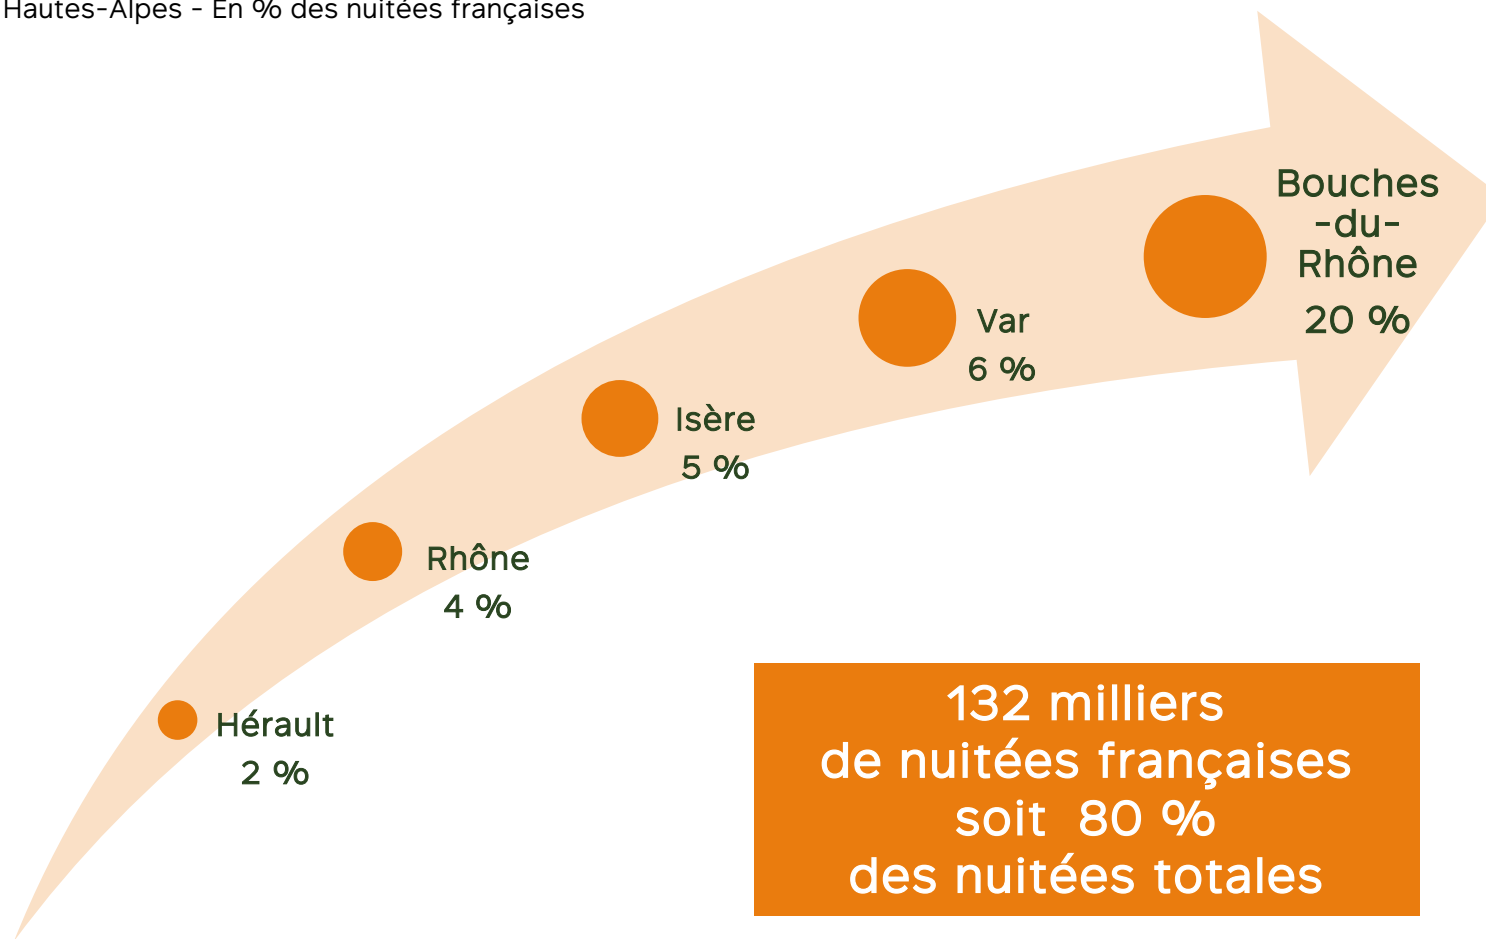 Hautes-Alpes - En % des nuitées françaises
Bouches
-du-
Rhône
20 %
Var
6 %
Isère
5 %
Rhône
4 %
Hérault
2 %
132 milliers
de nuitées françaises
soit 80 %
des nuitées totales